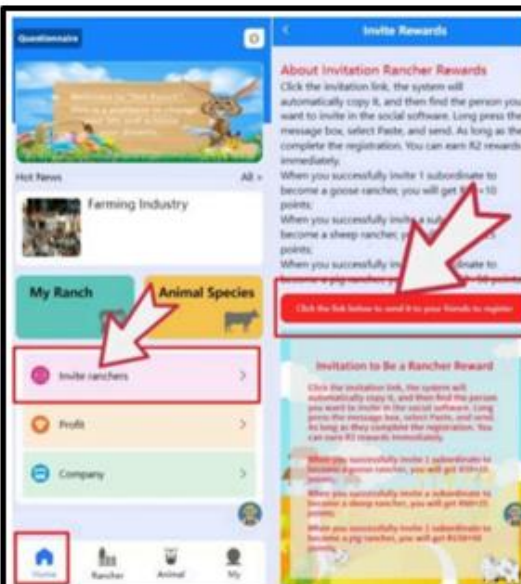 Questionnaire
Hot News
All >
Farming Industry
My Ranch
Animal Species
Invite ranchers
Profit
Company
Home
Rancher
Animal
My
Invite Rewards
About Invitation Rancher Rewards
Click the invitation link, the system will
automatically copy it, and then find the person you
want to invite in the social software. Long press the
message box, select Paste, and send. As long as the
complete the registration. You can earn R2 rewards
immediately.
When you successfully invite 1 subordinate to
become a goose rancher, you will get +10
points;
When you successfully invite a
become a sheep rancher,
points;
When you successfully
become a pig rancher,
Click the link below to send it to your friends to register
Invitation to Be a Rancher Reward
Click the invitation link, the system will
automatically copy it, and then find the person
you want to invite in the social software. Long
press the message box, select Paste, and send.
As long as they complete the registration. You
can earn R2 rewards immediately.
When you successfully invite 1 subordinate to
become a goose rancher, you will get
points;
When you successfully invite a subordinate to
become a sheep rancher, you will get
points;
When you successfully invite 1 subordinate to
become a pig rancher, you will get
points;